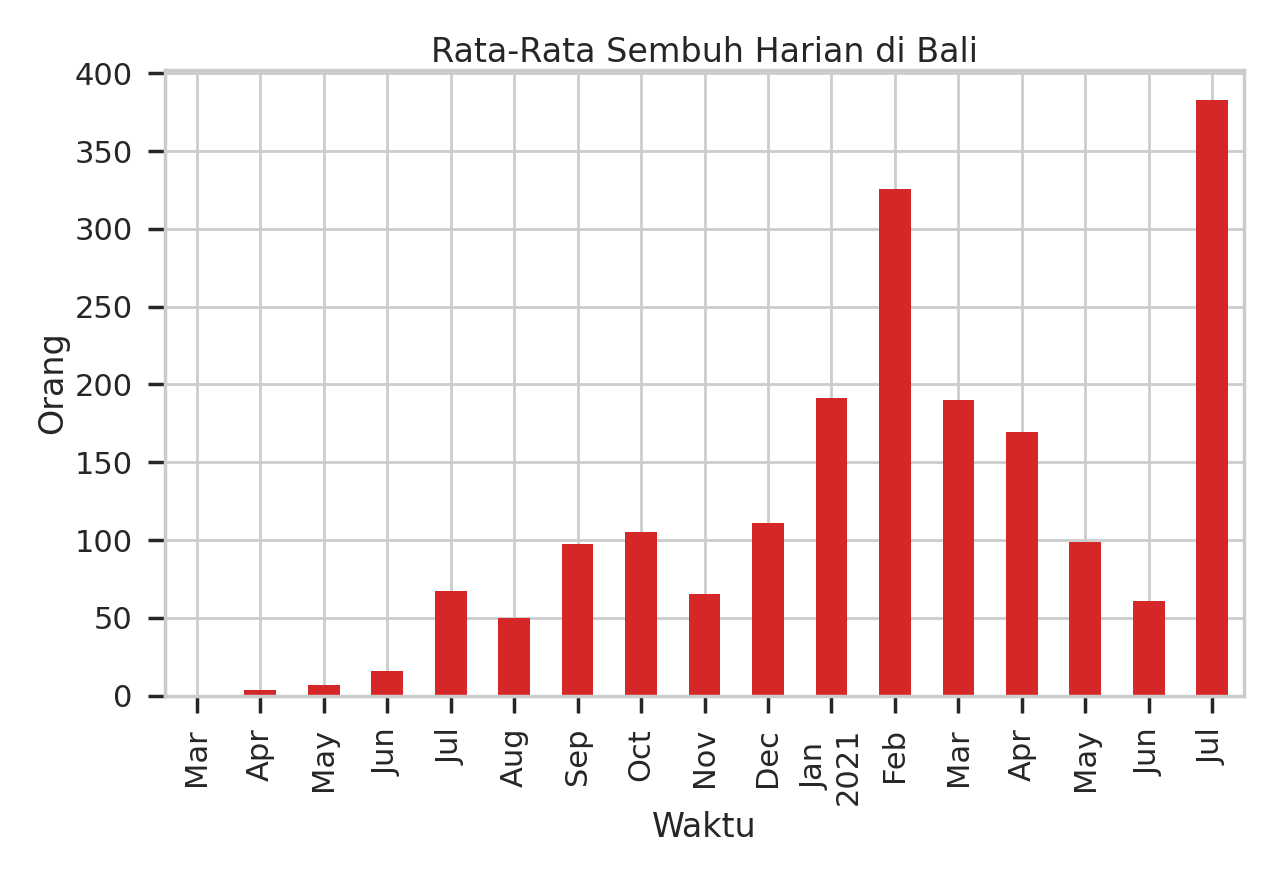 Rata-Rata Sembuh Harian di Bali
400
350
300
250
200
150
100
50
0
Orang
Mar
Apr
May
Jun
Jul
Aug
Sep
Oct
Nov
Dec
Jan
2021
Feb
Mar
Apr
May
Jun
Jul
Waktu